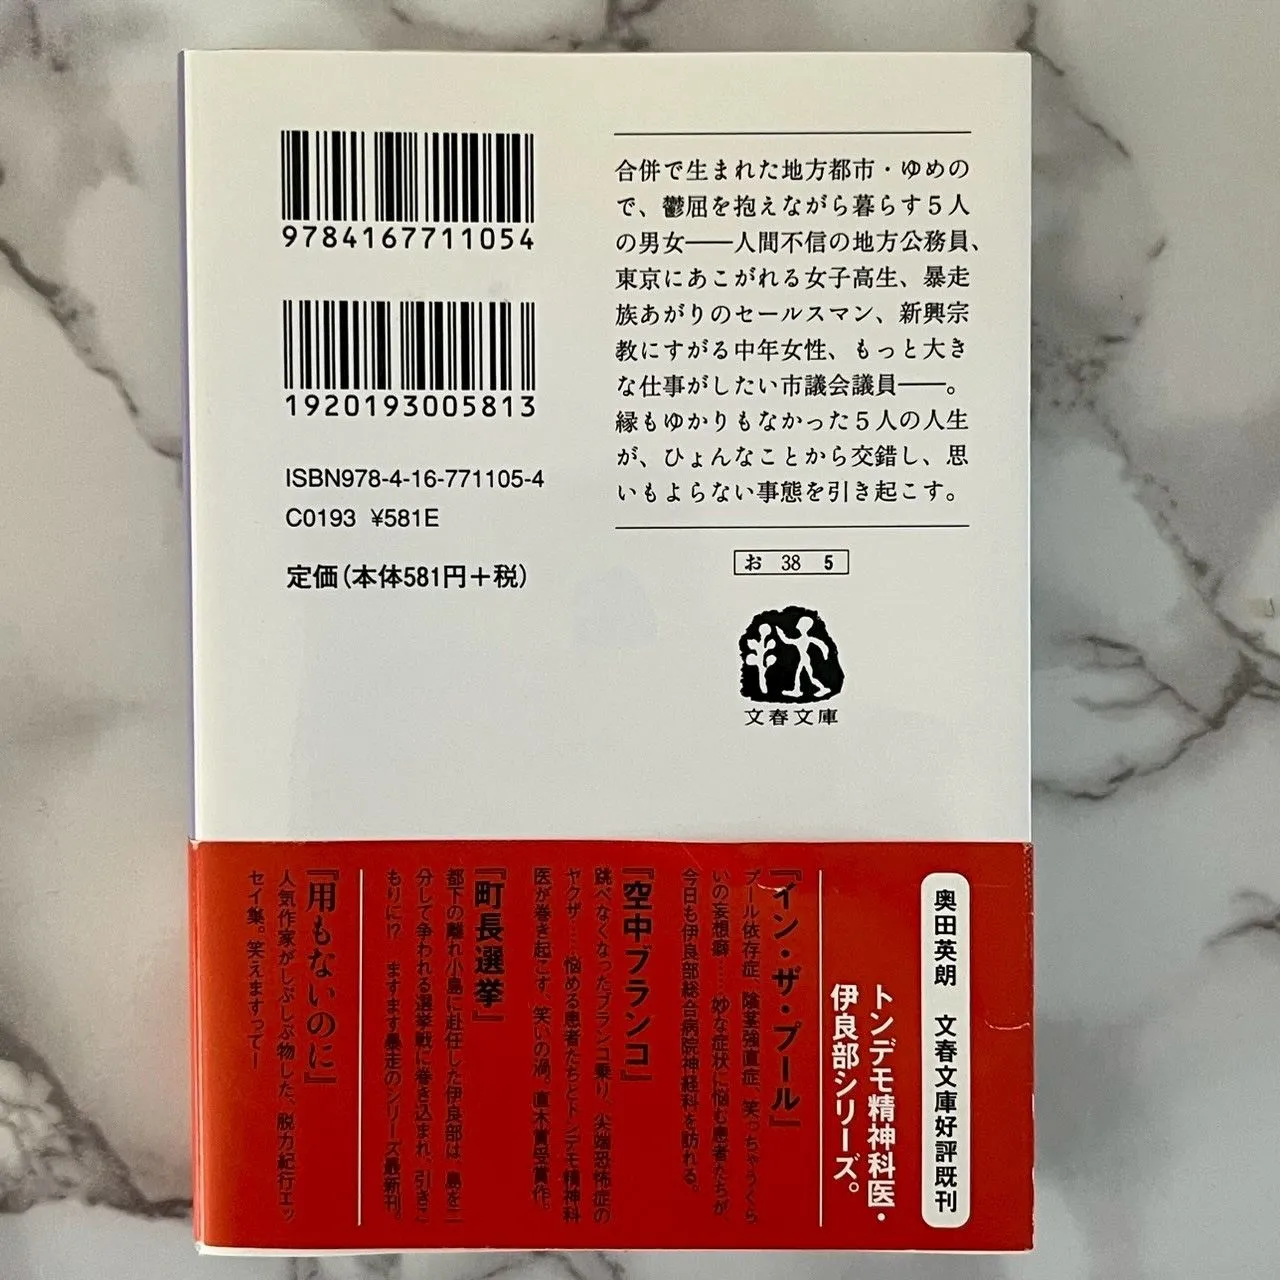 9784167711054
1920193005813
ISBN978-4-16-771105-4
C0193 ¥581E
定価(本体581円+税)
合併で生まれた地方都市・ゆめの
で、鬱屈を抱えながら暮らす5人
の男女——人間不信の地方公務員、
東京にあこがれる女子高生、暴走
族あがりのセールスマン、新興宗
教にすがる中年女性、もっと大き
な仕事がしたい市議会議員——。
縁もゆかりもなかった5人の人生
が、ひょんなことから交錯し、思
いもよらない事態を引き起こす。
お 38 5
文春文庫
奥田英朗 文春文庫好評既刊
トンデモ精神科医・
伊良部シリーズ。
『イン・ザ・プール』
プール依存症、陰茎強直症、笑っちゃうくら
いの妄想癖……妙な症状に悩む患者たちが、
今日も伊良部総合病院神経科を訪れる。
『空中ブランコ』
跳べなくなったブランコ乗り、尖端恐怖症の
ヤクザ……悩める患者たちとトンデモ精神科
医が巻き起こす、笑いの渦。直木賞受賞作。
『町長選挙』
都下の離れ小島に赴任した伊良部は、島を二
分して争われる選挙戦に巻き込まれ、引きこ
もりに!? ますます暴走のシリーズ最新刊。
『用もないのに』
人気作家がしぶしぶ物した、脱力紀行エッ
セイ集。笑えますってー